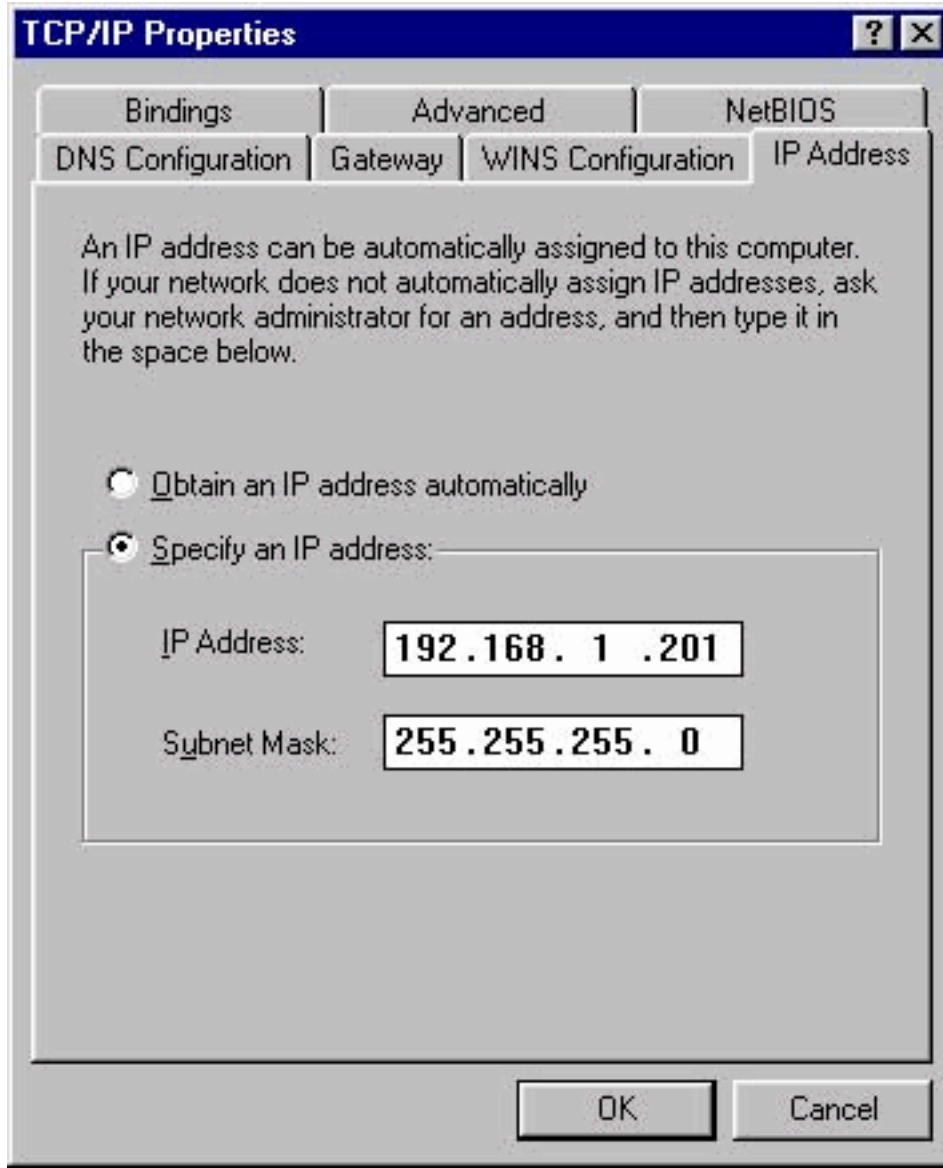 TCP/IP Properties
Bindings Advanced NetBIOS
DNS Configuration Gateway WINS Configuration IP Address
An IP address can be automatically assigned to this computer.
If your network does not automatically assign IP addresses, ask
your network administrator for an address, and then type it in
the space below.
Obtain an IP address automatically
Specify an IP address:
IP Address: 192.168. 1 .201
Subnet Mask: 255.255.255. 0
OK Cancel